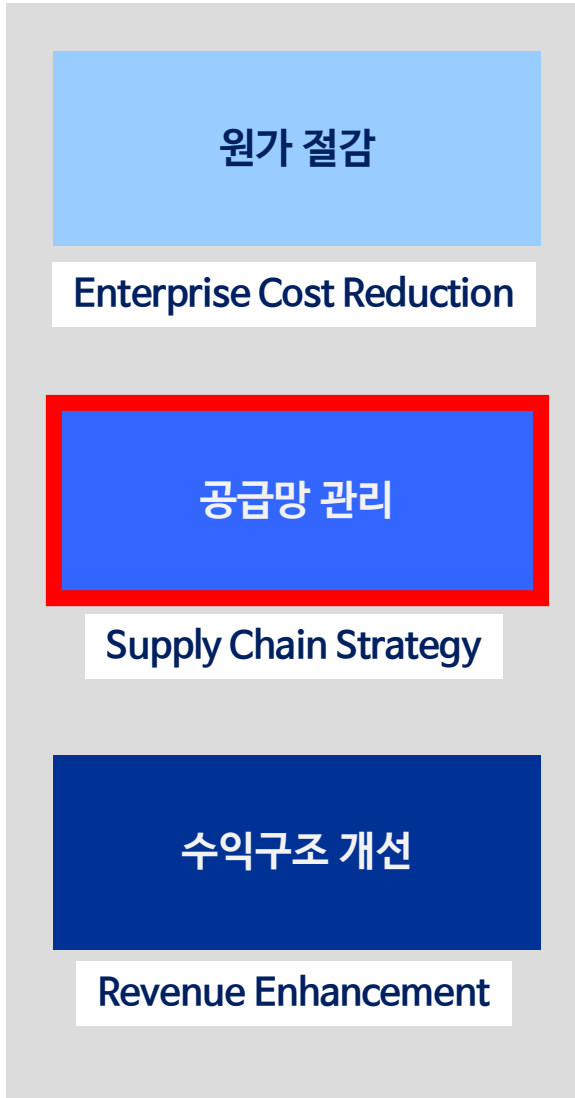 원가 절감
Enterprise Cost Reduction
공급망 관리
Supply Chain Strategy
수익구조 개선
Revenue Enhancement